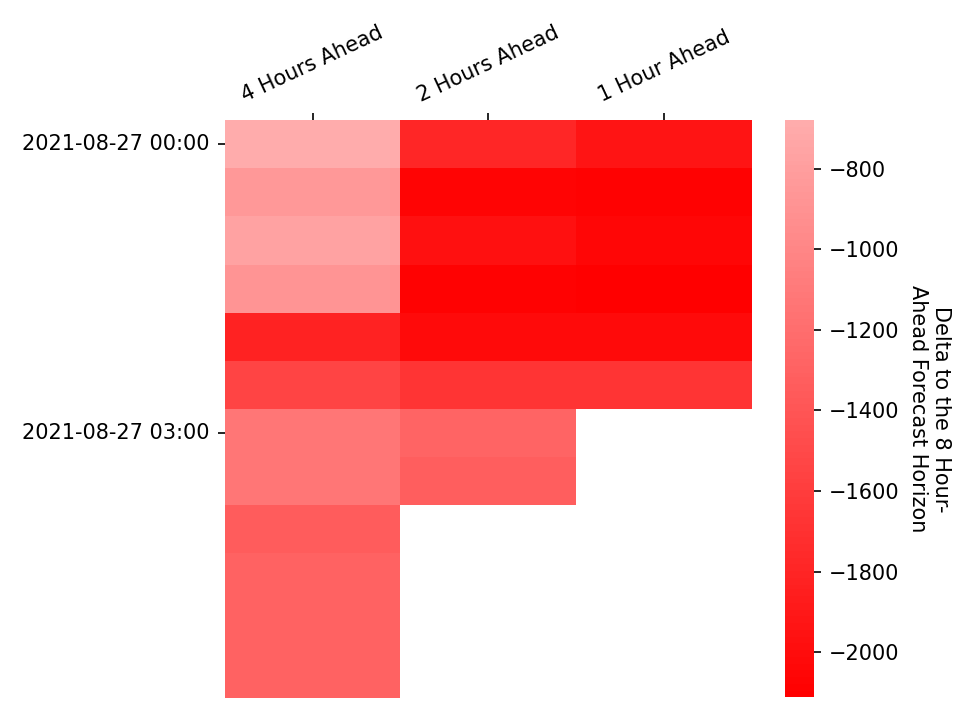 4 Hours Ahead
2 Hours Ahead
1 Hour Ahead
2021-08-27 00:00
2021-08-27 03:00
−800
−1000
−1200
−1400
−1600
−1800
−2000
Delta to the 8 Hour-
Ahead Forecast Horizon